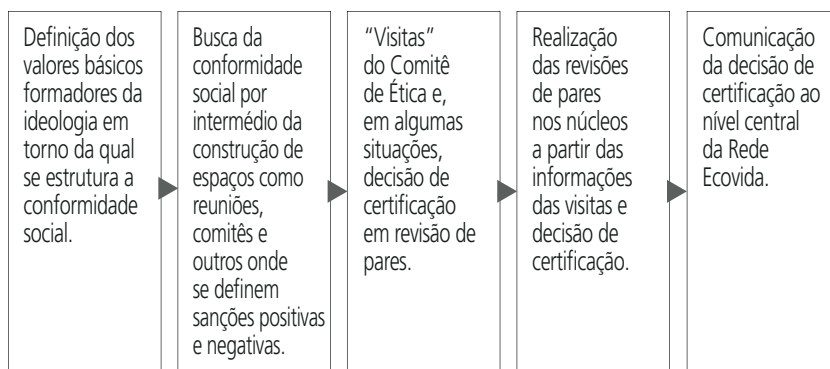 Definição dos
valores básicos
formadores da
ideologia em
torno da qual
se estrutura a
conformidade
social.
Busca da
conformidade
social por
intermédio da
construção de
espaços como
reuniões,
comitês e
outros onde
se definem
sanções positivas
e negativas.
“Visitas”
do Comitê
de Ética e,
em algumas
situações,
decisão de
certificação
em revisão de
pares.
Realização
das revisões
de pares
nos núcleos
a partir das
informações
das visitas e
decisão de
certificação.
Comunicação
da decisão de
certificação ao
nível central
da Rede
Ecovida.